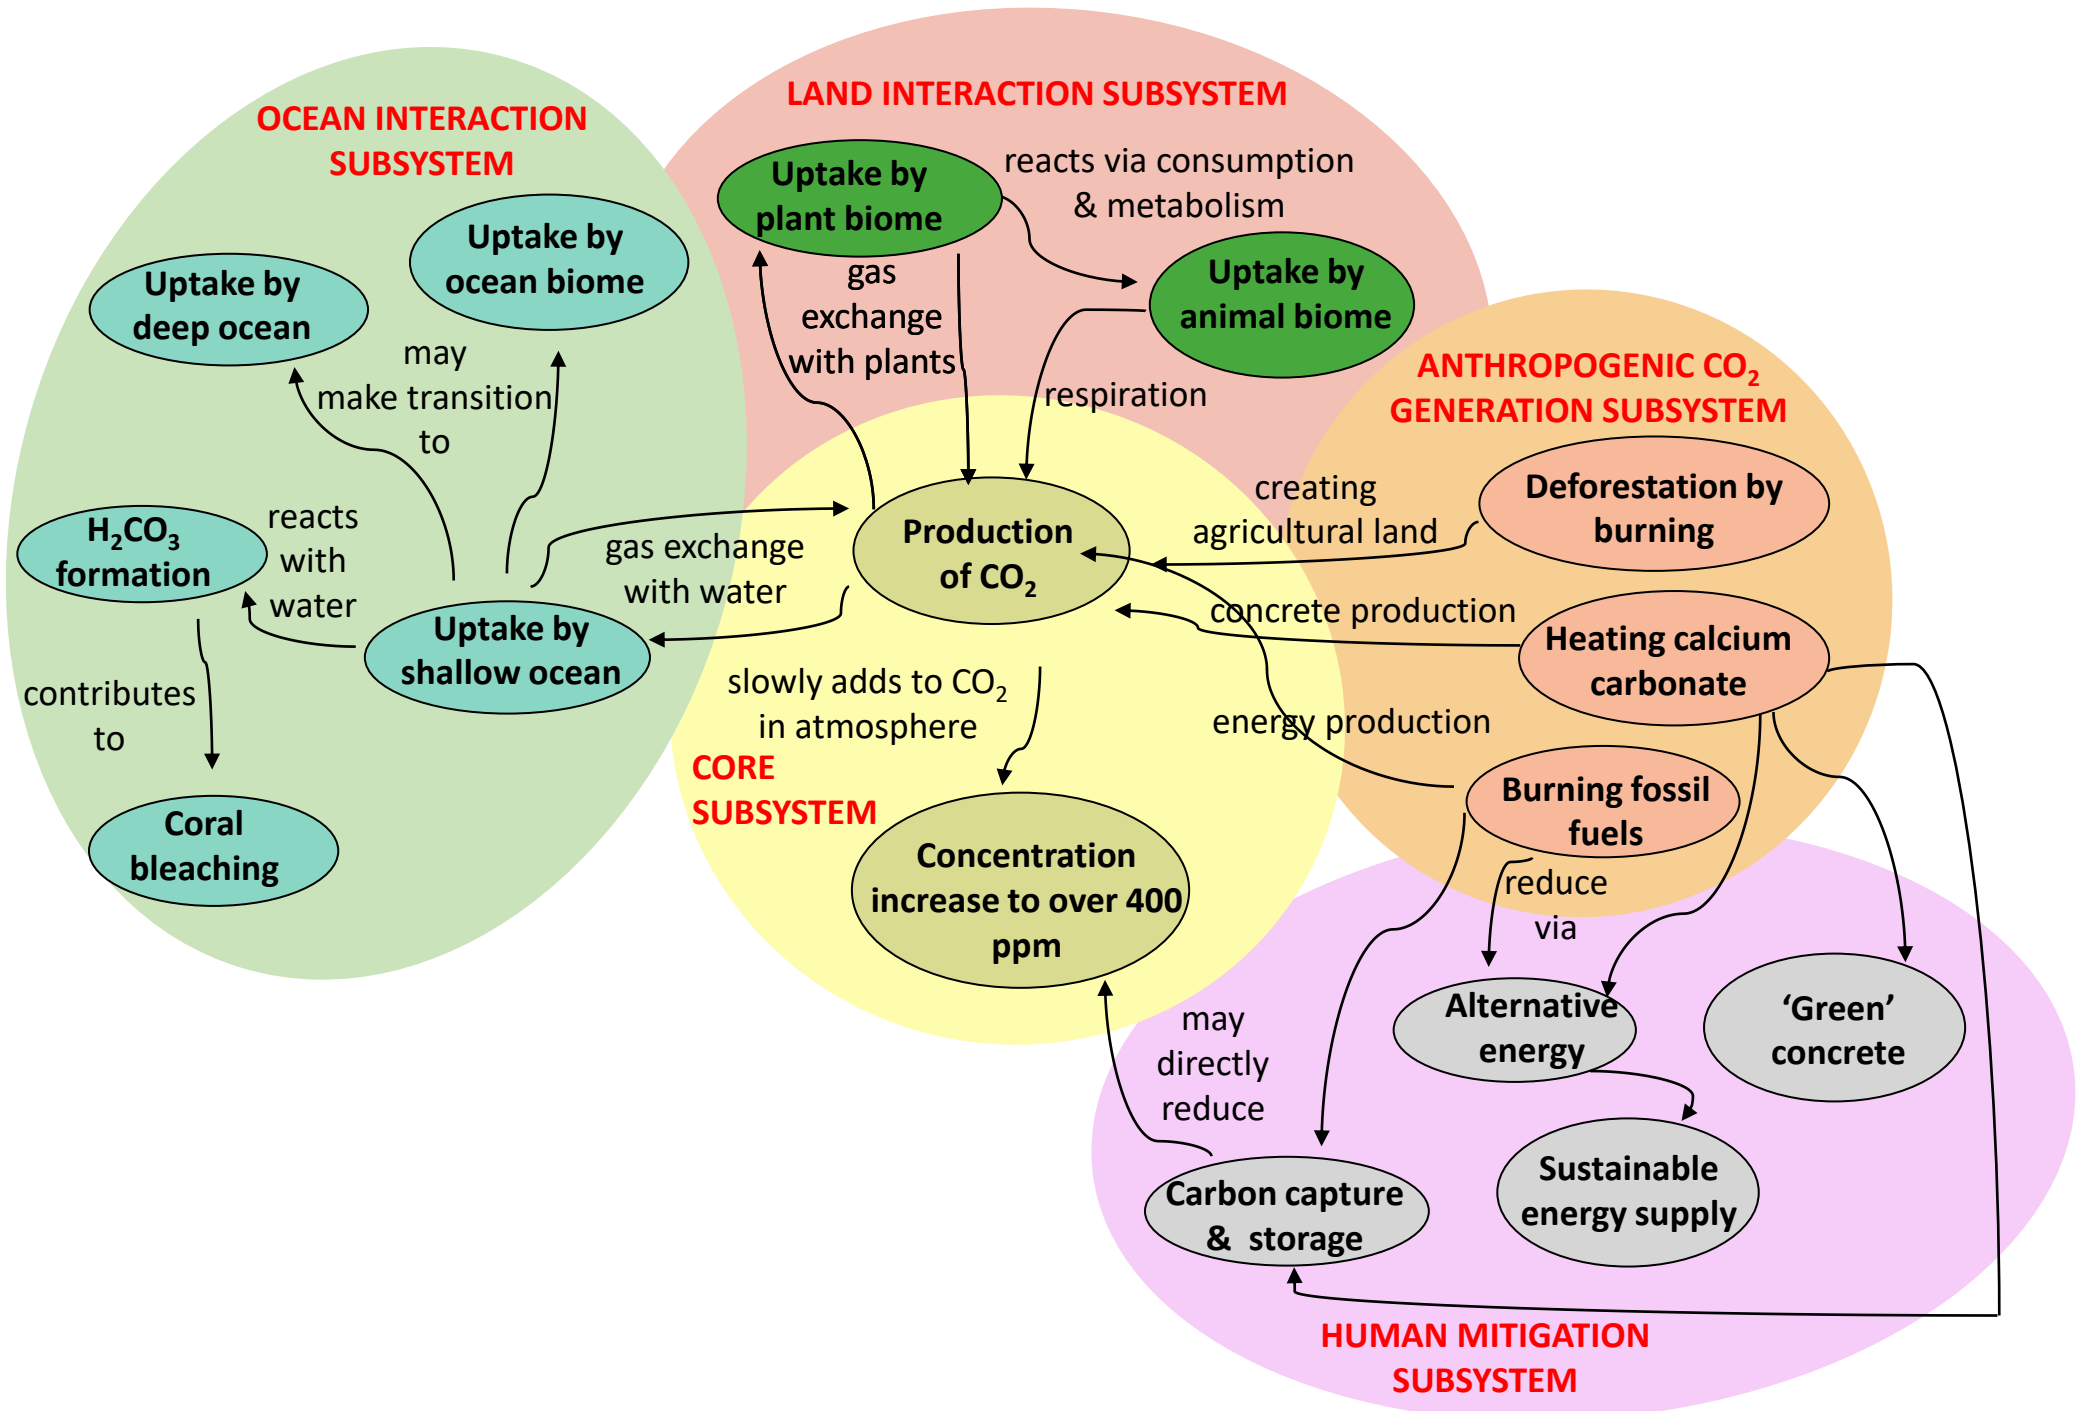 OCEAN INTERACTION
SUBSYSTEM
Uptake by
ocean biome
Uptake by
deep ocean
may
make transition
to
H₂CO₃
formation
reacts
with
water
Uptake by
shallow ocean
contributes
to
Coral
bleaching
gas exchange
with water
LAND INTERACTION SUBSYSTEM
Uptake by
plant biome
reacts via consumption
& metabolism
Uptake by
animal biome
gas
exchange
with plants
respiration
Production
of CO₂
slowly adds to CO₂
in atmosphere
CORE
SUBSYSTEM
Concentration
increase to over 400
ppm
ANTHROPOGENIC CO₂
GENERATION SUBSYSTEM
Deforestation by
burning
creating
agricultural land
concrete production
Heating calcium
carbonate
energy production
Burning fossil
fuels
reduce
via
Alternative
energy
‘Green’
concrete
may
directly
reduce
Sustainable
energy supply
Carbon capture
& storage
HUMAN MITIGATION
SUBSYSTEM